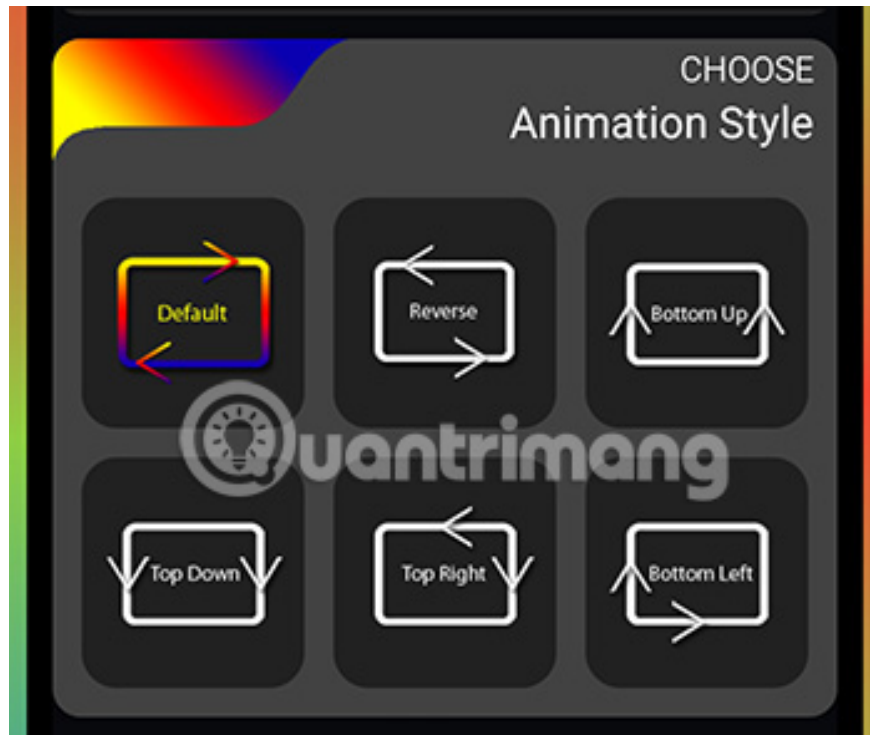 CHOOSE
Animation Style
Default
Reverse
Bottom Up
Quantrimang
Top Down
Top Right
Bottom Left